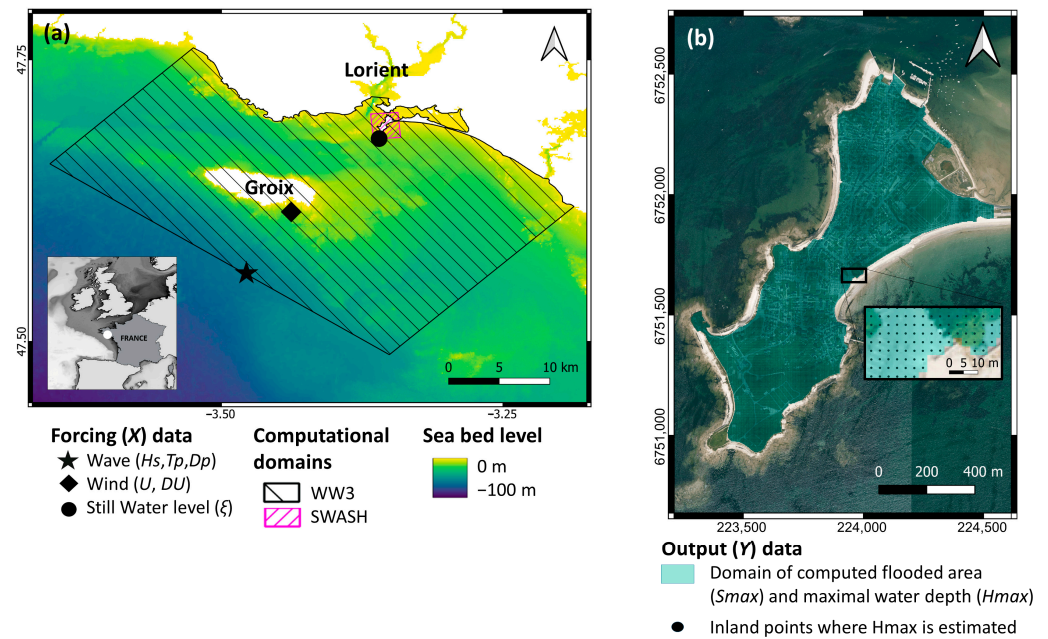 (a)
47.75
47.50
Lorient
Groix
FRANCE
0 5 10 km
−3.50 −3.25
Forcing (X) data
Wave (Hs,Tp,Dp)
Wind (U, DU)
Still Water level (ξ)
Computational
domains
WW3
SWASH
Sea bed level
0 m
−100 m
(b)
6752,500
6752,000
6751,500
6751,000
0 5 10 m
0 200 400 m
223,500 224,000 224,500
Output (Y) data
Domain of computed flooded area
(Smax) and maximal water depth (Hmax)
Inland points where Hmax is estimated